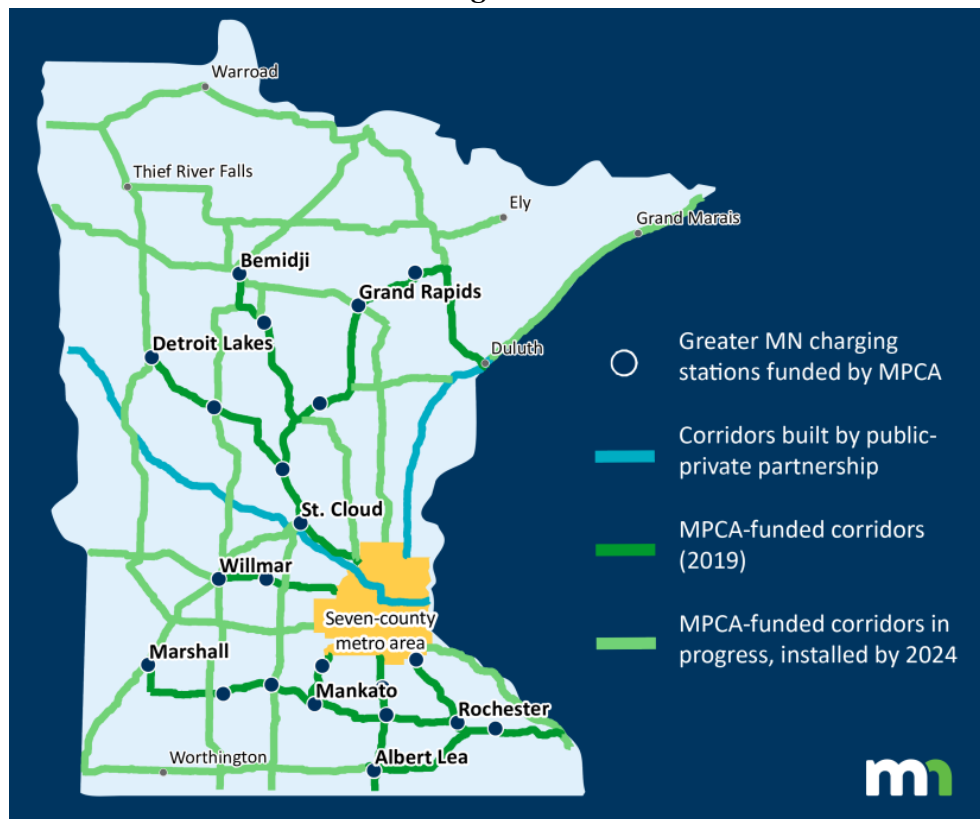 Warroad
Thief River Falls
Ely
Grand Marais
Bemidji
Grand Rapids
Detroit Lakes
Duluth
Greater MN charging
stations funded by MPCA
Corridors built by public-
private partnership
St. Cloud
MPCA-funded corridors
(2019)
Willmar
Seven-county
metro area
MPCA-funded corridors in
progress, installed by 2024
Marshall
Mankato
Rochester
Worthington
Albert Lea
mn